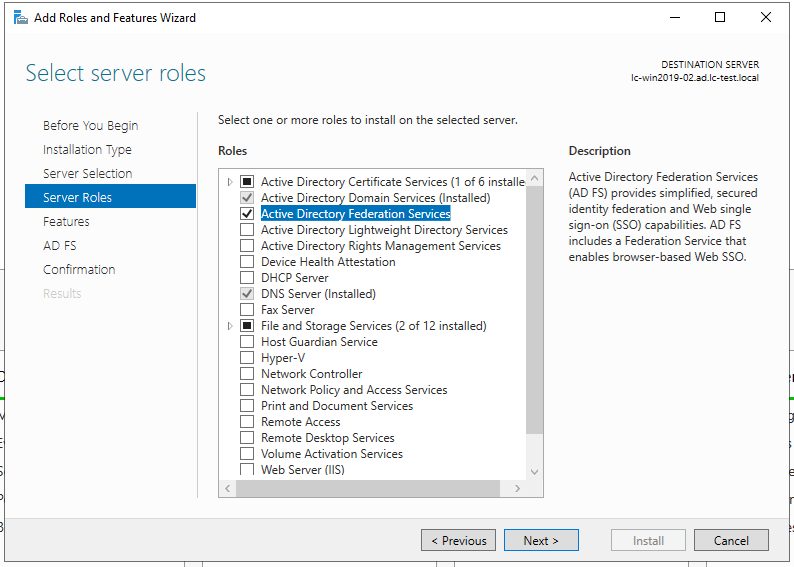 Add Roles and Features Wizard
Select server roles
DESTINATION SERVER
lc-win2019-02.ad.lc-test.local
Before You Begin
Installation Type
Server Selection
Server Roles
Features
AD FS
Confirmation
Results
Select one or more roles to install on the selected server.
Roles
Active Directory Certificate Services (1 of 6 installe
Active Directory Domain Services (Installed)
Active Directory Federation Services
Active Directory Lightweight Directory Services
Active Directory Rights Management Services
Device Health Attestation
DHCP Server
DNS Server (Installed)
Fax Server
File and Storage Services (2 of 12 installed)
Host Guardian Service
Hyper-V
Network Controller
Network Policy and Access Services
Print and Document Services
Remote Access
Remote Desktop Services
Volume Activation Services
Web Server (IIS)
Description
Active Directory Federation Services
(AD FS) provides simplified, secured
identity federation and Web single
sign-on (SSO) capabilities. AD FS
includes a Federation Service that
enables browser-based Web SSO.
< Previous
Next >
Install
Cancel